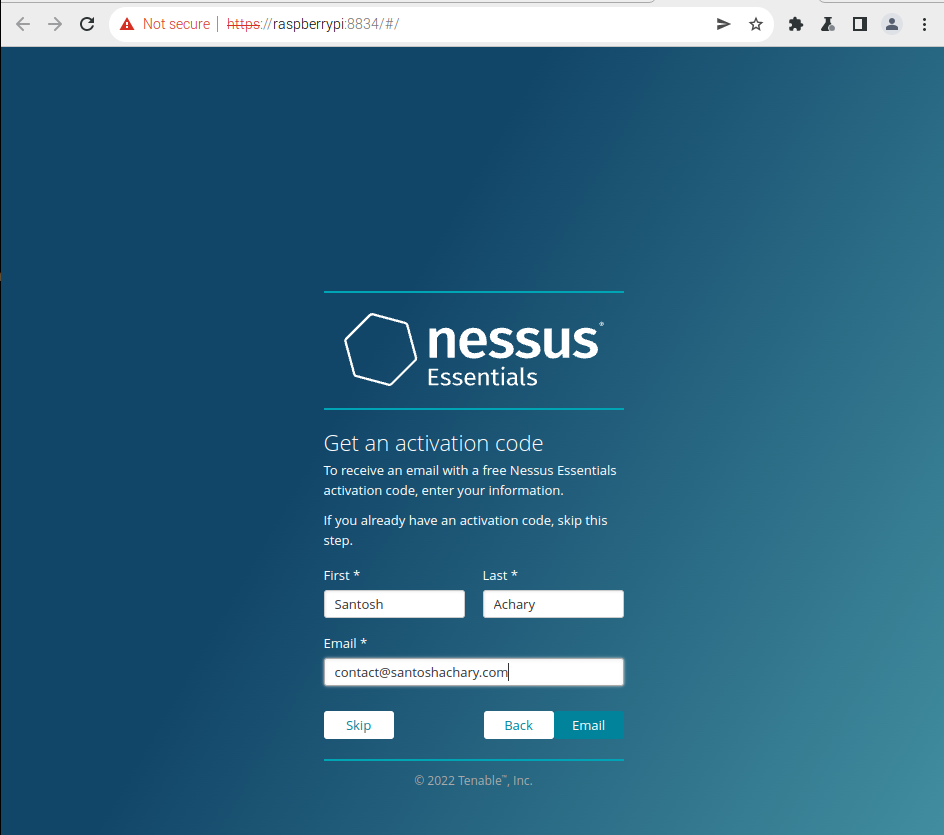 Not secure | https://raspberrypi:8834/#/
nessus®
Essentials
Get an activation code
To receive an email with a free Nessus Essentials
activation code, enter your information.
If you already have an activation code, skip this
step.
First * Last *
Santosh Achary
Email *
contact@santoshachary.com
Skip Back Email
© 2022 Tenable™, Inc.